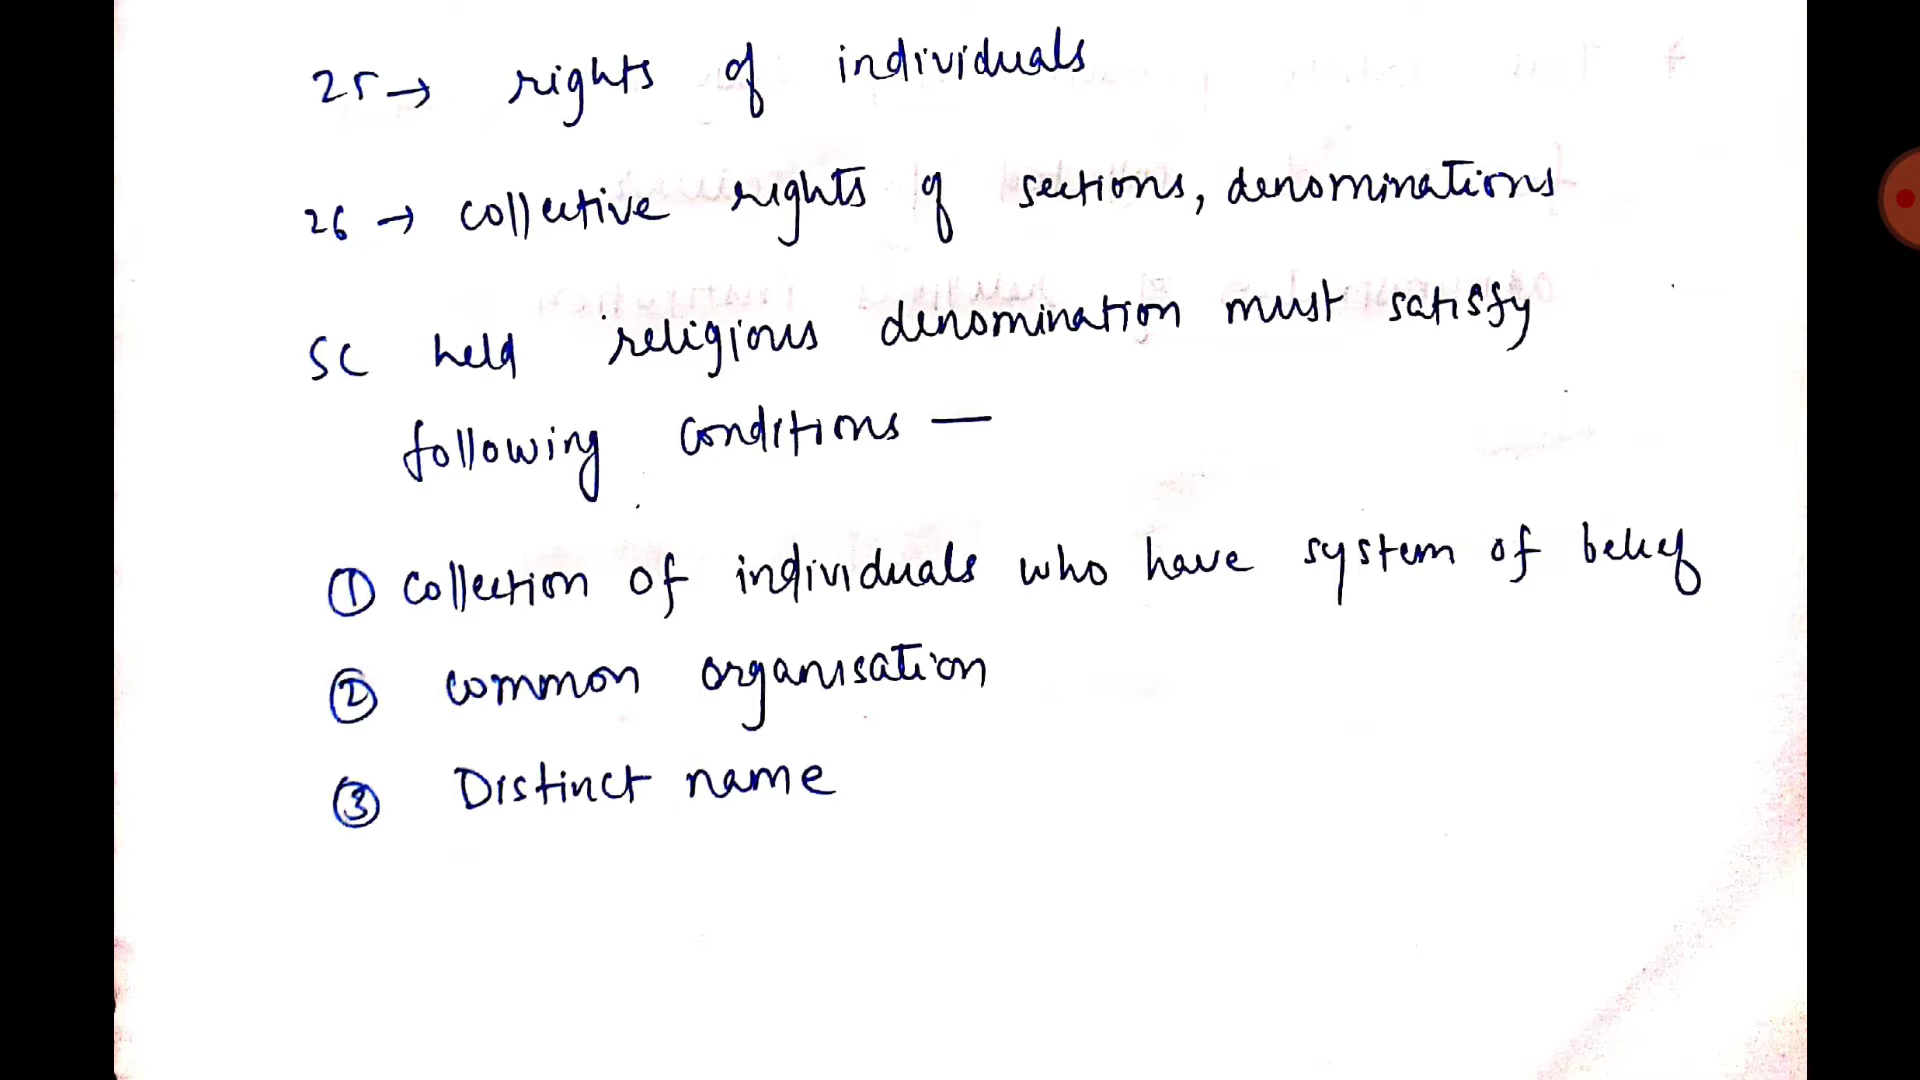 25 → rights of individuals
26 → collective rights of sections, denominations
SC held religious denomination must satisfy
following conditions —
① collection of individuals who have system of belief
② common organisation
③ Distinct name